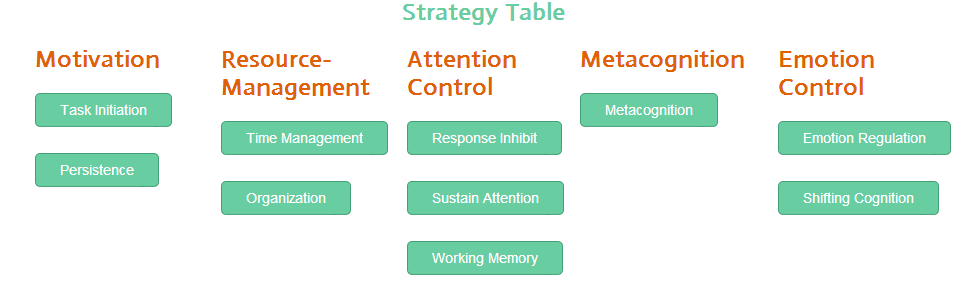 Strategy Table
Motivation
Task Initiation
Persistence
Resource-
Management
Time Management
Organization
Attention
Control
Response Inhibit
Sustain Attention
Working Memory
Metacognition
Metacognition
Emotion
Control
Emotion Regulation
Shifting Cognition